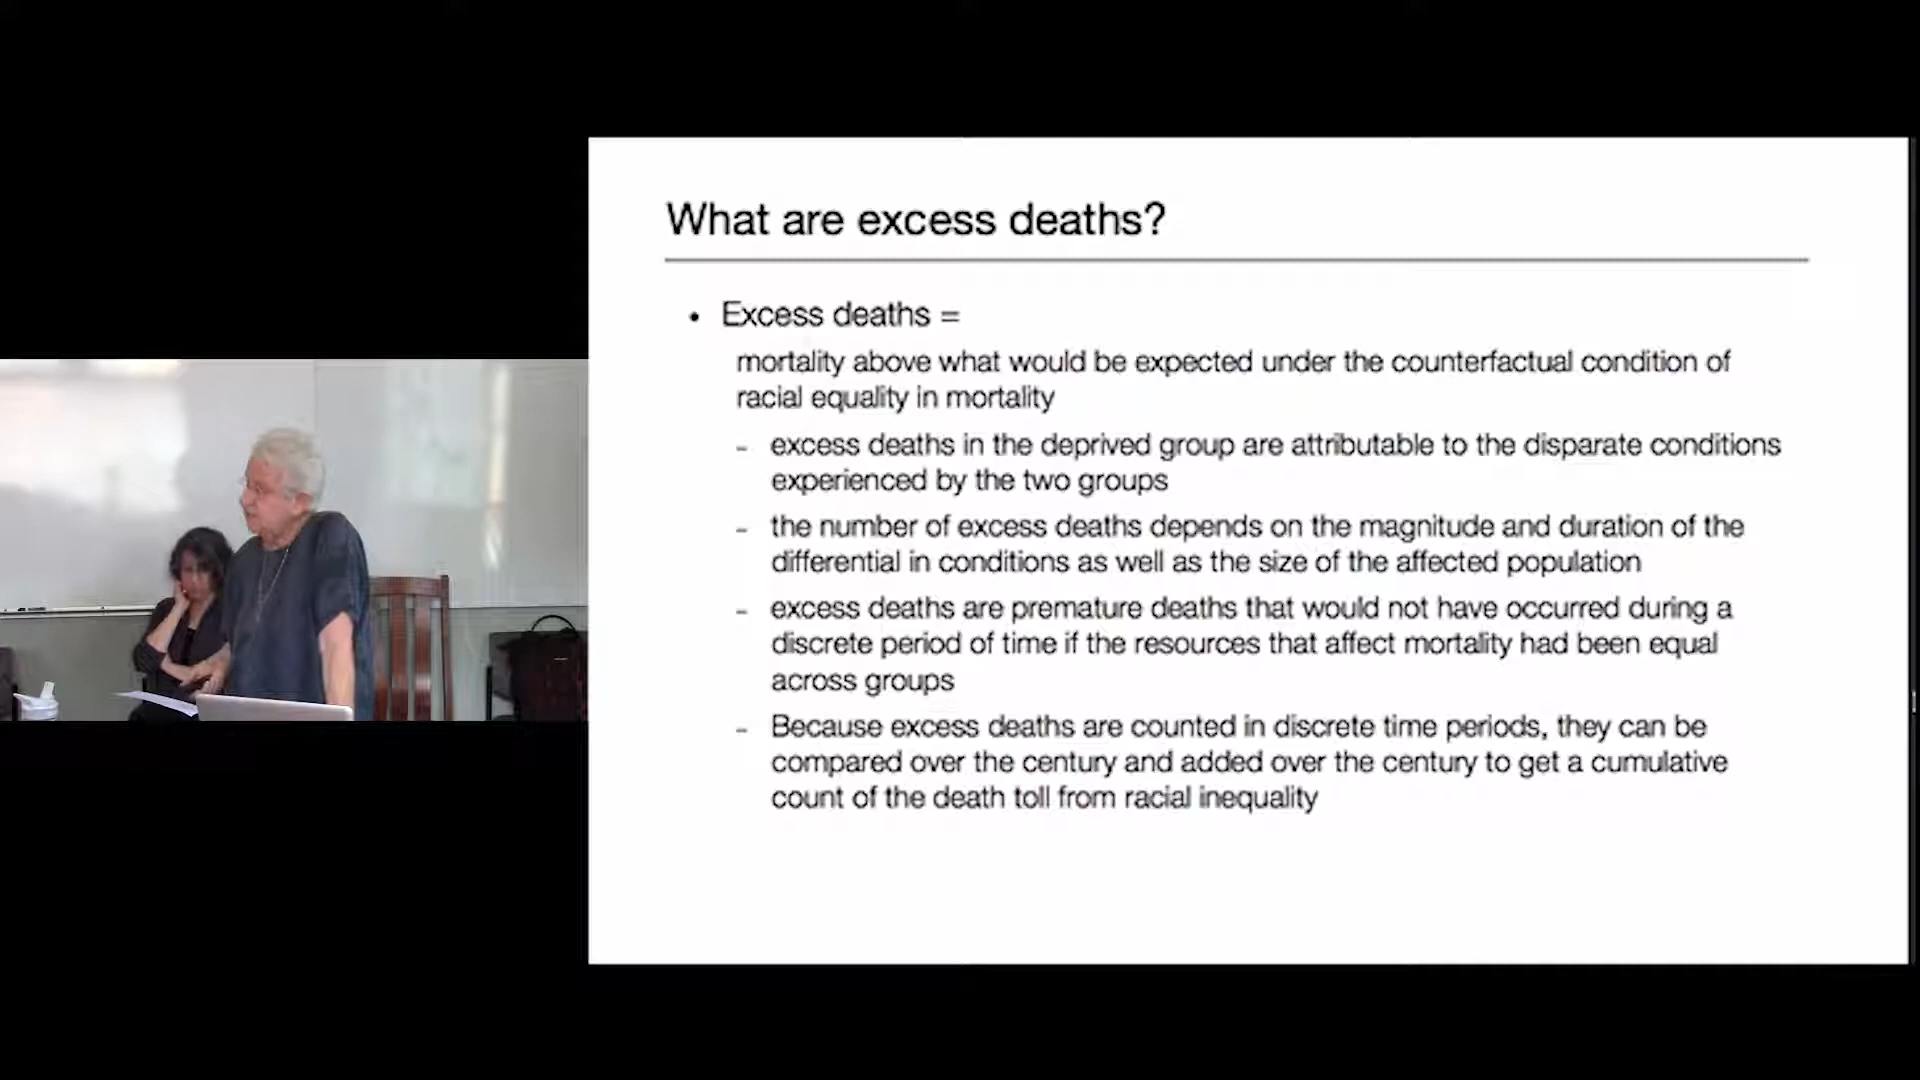 What are excess deaths?
• Excess deaths =
mortality above what would be expected under the counterfactual condition of
racial equality in mortality
- excess deaths in the deprived group are attributable to the disparate conditions
experienced by the two groups
- the number of excess deaths depends on the magnitude and duration of the
differential in conditions as well as the size of the affected population
- excess deaths are premature deaths that would not have occurred during a
discrete period of time if the resources that affect mortality had been equal
across groups
- Because excess deaths are counted in discrete time periods, they can be
compared over the century and added over the century to get a cumulative
count of the death toll from racial inequality